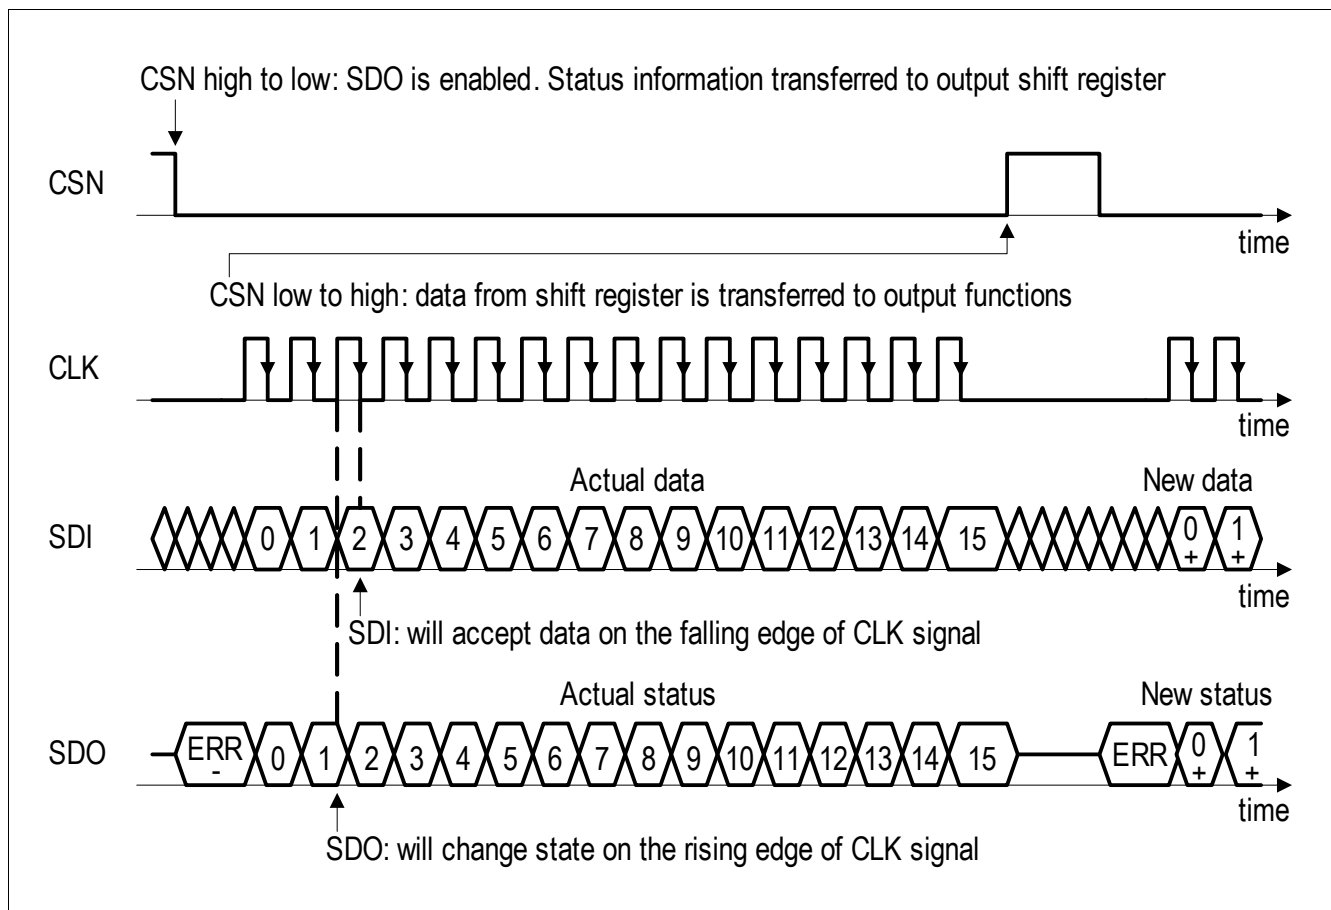 CSN high to low: SDO is enabled. Status information transferred to output shift register
CSN
time
CSN low to high: data from shift register is transferred to output functions
CLK
time
Actual data
New data
SDI
0 1 2 3 4 5 6 7 8 9 10 11 12 13 14 15 0+ 1+
time
SDI: will accept data on the falling edge of CLK signal
Actual status
New status
SDO
ERR - 0 1 2 3 4 5 6 7 8 9 10 11 12 13 14 15 ERR 0+ 1+
time
SDO: will change state on the rising edge of CLK signal